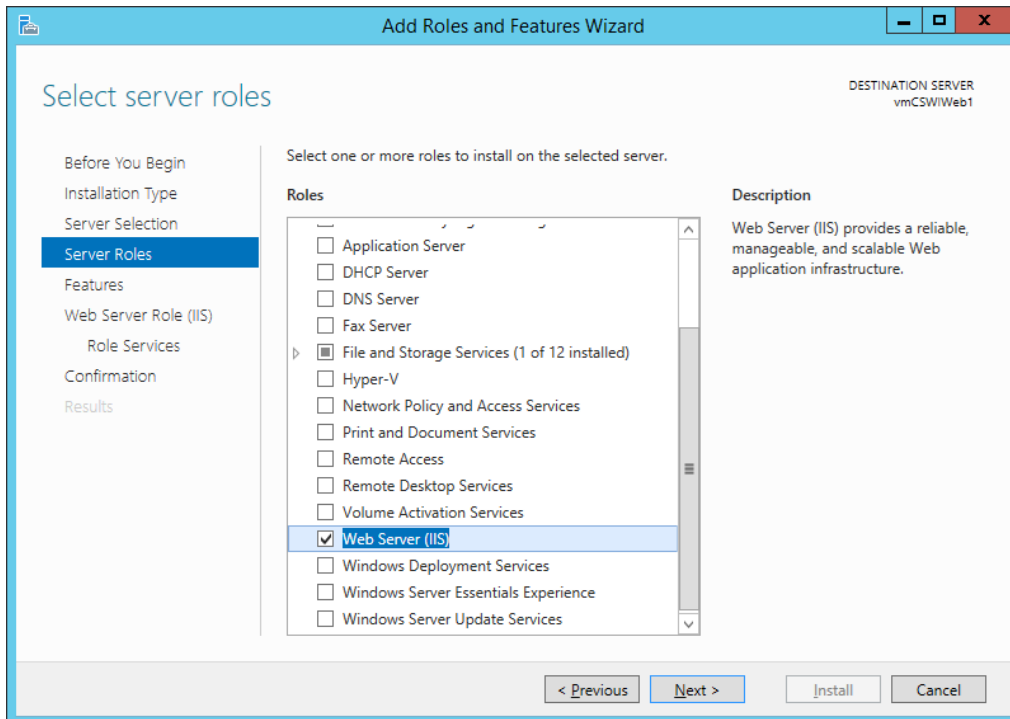 Add Roles and Features Wizard
Select server roles
DESTINATION SERVER
vmCSWIWeb1
Before You Begin
Installation Type
Server Selection
Server Roles
Features
Web Server Role (IIS)
Role Services
Confirmation
Results
Select one or more roles to install on the selected server.
Roles
Application Server
DHCP Server
DNS Server
Fax Server
File and Storage Services (1 of 12 installed)
Hyper-V
Network Policy and Access Services
Print and Document Services
Remote Access
Remote Desktop Services
Volume Activation Services
Web Server (IIS)
Windows Deployment Services
Windows Server Essentials Experience
Windows Server Update Services
Description
Web Server (IIS) provides a reliable,
manageable, and scalable Web
application infrastructure.
< Previous
Next >
Install
Cancel